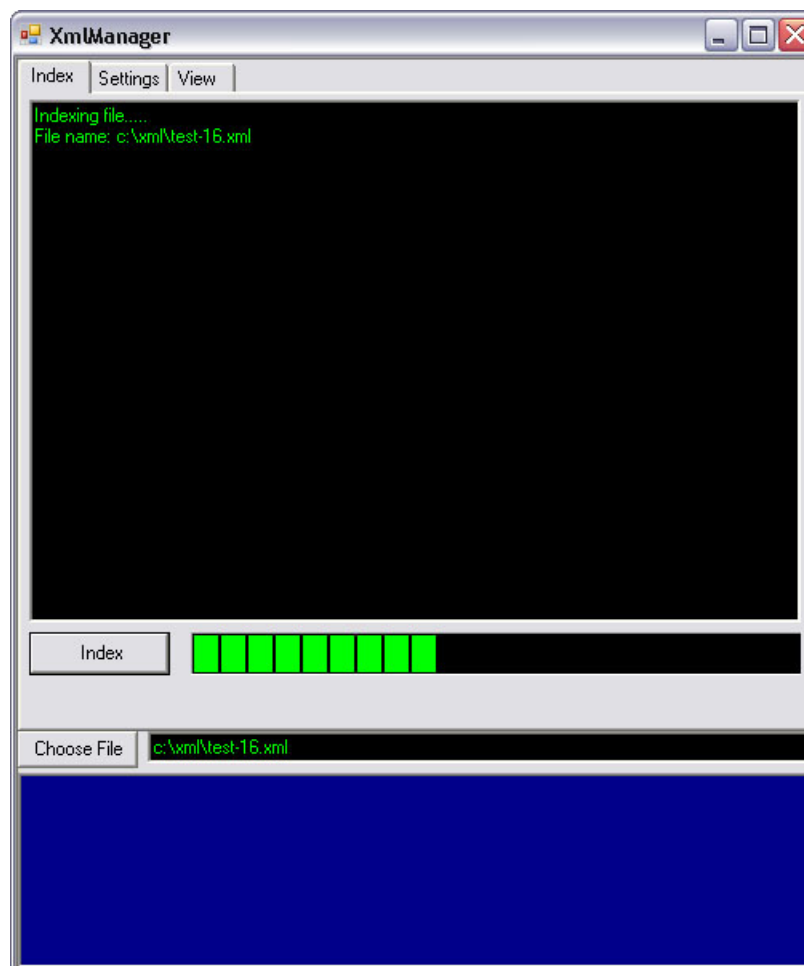 XmlManager
Index Settings View
Indexing file.....
File name: c:\xml\test-16.xml
Index
Choose File c:\xml\test-16.xml